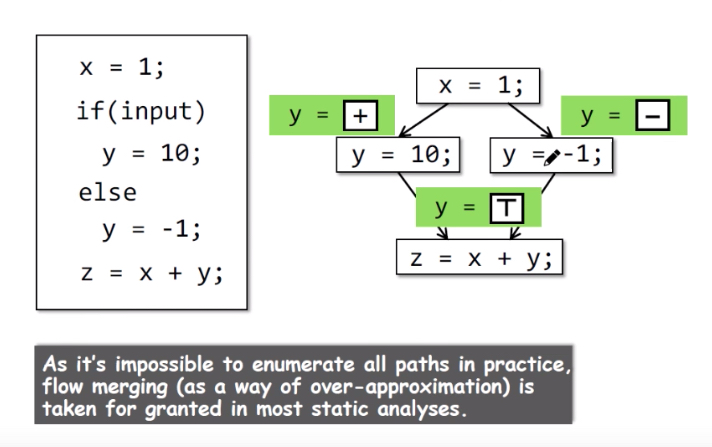 x = 1;
if(input)
y = 10;
else
y = -1;
z = x + y;
x = 1;
y = +
y = -
y = 10;
y = -1;
y = T
z = x + y;
As it's impossible to enumerate all paths in practice,
flow merging (as a way of over-approximation) is
taken for granted in most static analyses.